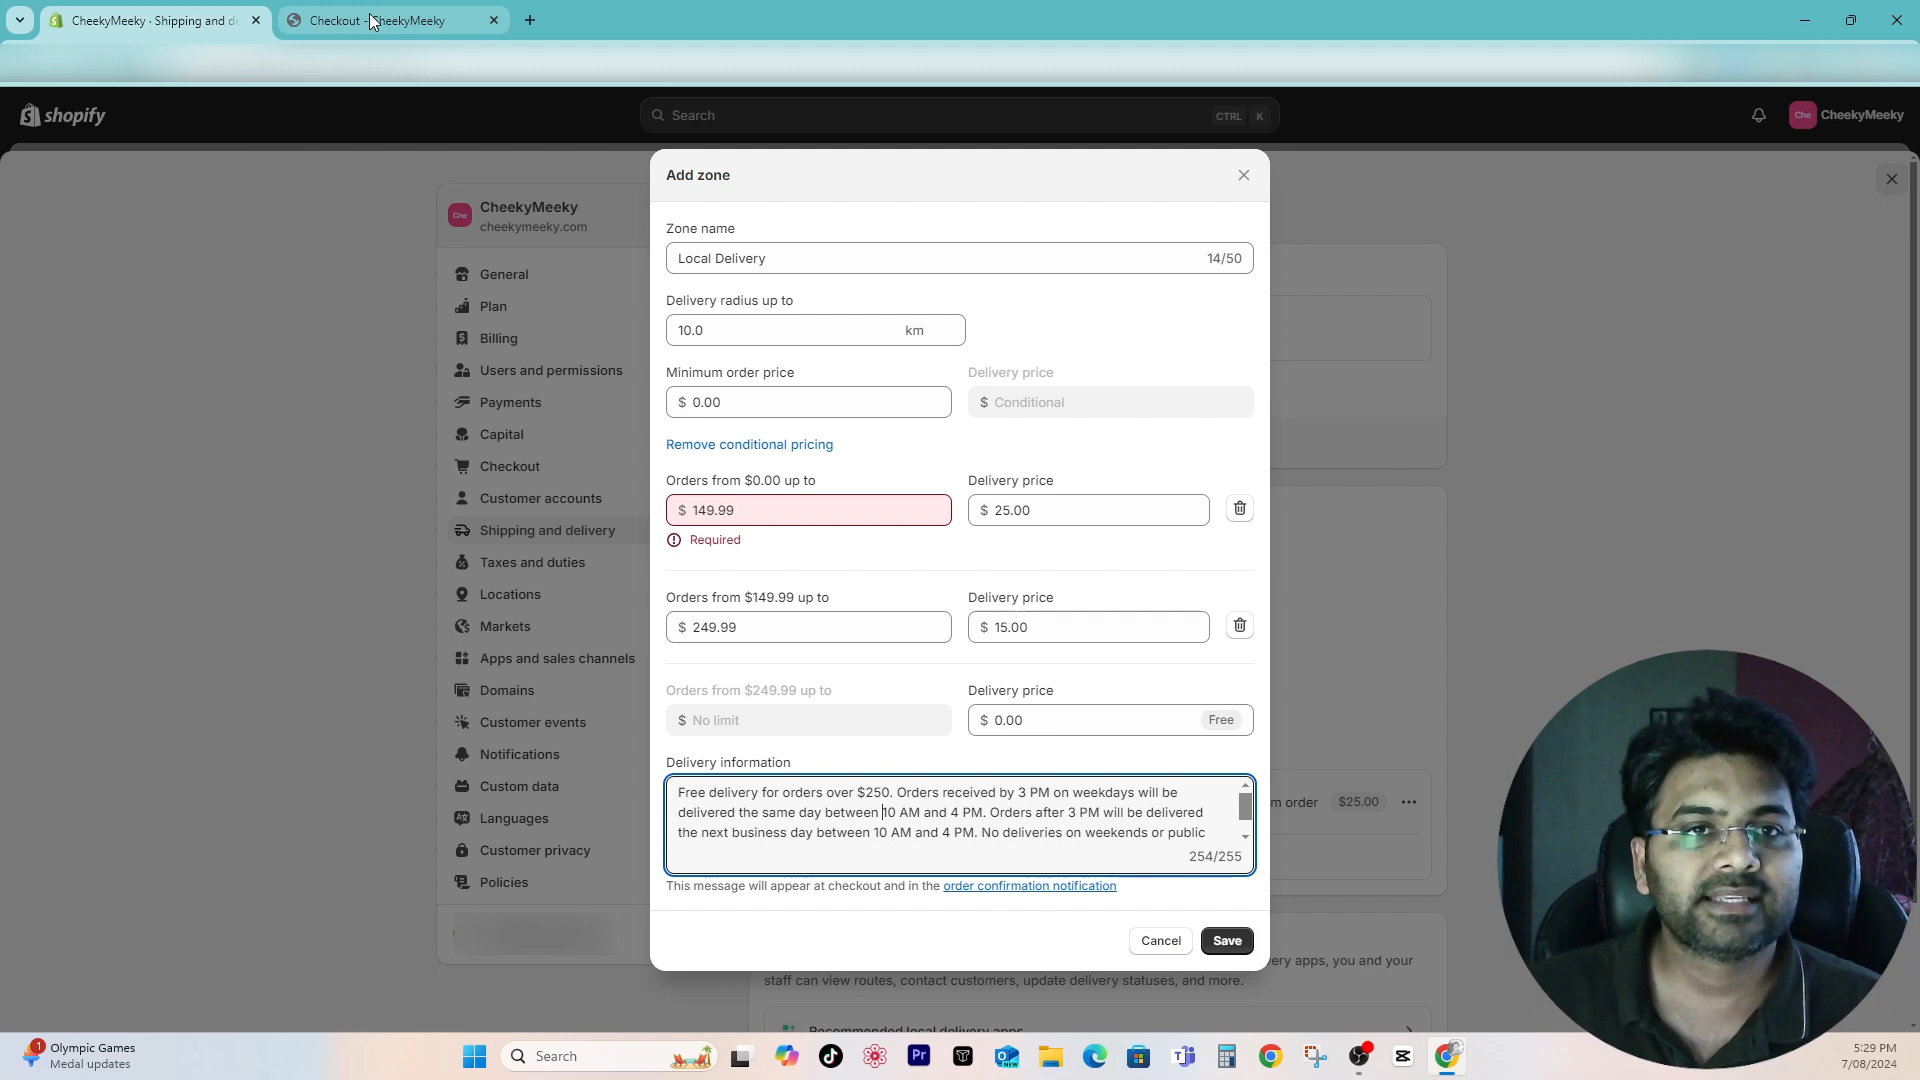 CheekyMeeky · Shipping and de
Checkout - CheekyMeeky
shopify
Search
CTRL K
Che
CheekyMeeky
Add zone
Che
CheekyMeeky
cheekymeeky.com
General
Plan
Billing
Users and permissions
Payments
Capital
Checkout
Customer accounts
Shipping and delivery
Taxes and duties
Locations
Markets
Apps and sales channels
Domains
Customer events
Notifications
Custom data
Languages
Customer privacy
Policies
Zone name
Local Delivery 14/50
Delivery radius up to
10.0 km
Minimum order price Delivery price
$ 0.00 $ Conditional
Remove conditional pricing
Orders from $0.00 up to Delivery price
$ 149.99 $ 25.00
Required
Orders from $149.99 up to Delivery price
$ 249.99 $ 15.00
Orders from $249.99 up to Delivery price
$ No limit $ 0.00 Free
Delivery information
Free delivery for orders over $250. Orders received by 3 PM on weekdays will be
delivered the same day between 10 AM and 4 PM. Orders after 3 PM will be delivered
the next business day between 10 AM and 4 PM. No deliveries on weekends or public
254/255
This message will appear at checkout and in the order confirmation notification
Cancel Save
m order $25.00
very apps, you and your
staff can view routes, contact customers, update delivery statuses, and more.
Recommended local delivery apps
1
Olympic Games
Medal updates
Search
5:29 PM
7/08/2024